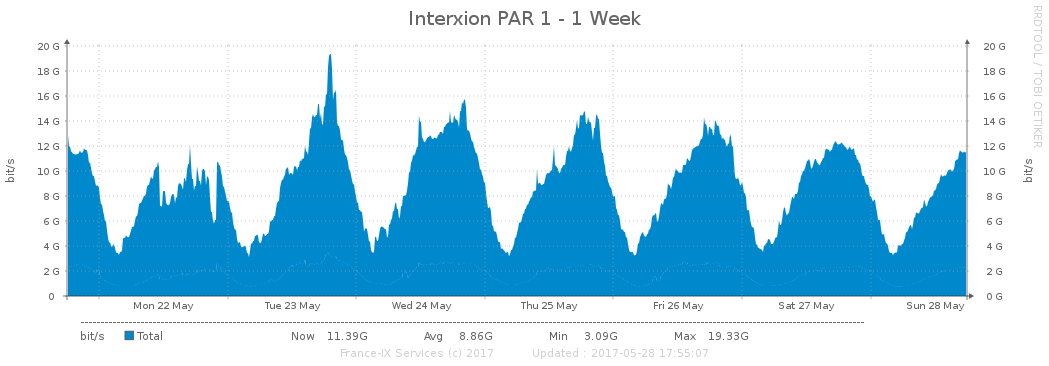 Interxion PAR 1 - 1 Week
RRDTOOL / TOBI OETIKER
20 G 20 G
18 G 18 G
16 G 16 G
14 G 14 G
12 G 12 G
bit/s bit/s
10 G 10 G
8 G 8 G
6 G 6 G
4 G 4 G
2 G 2 G
0 0 G
Mon 22 May Tue 23 May Wed 24 May Thu 25 May Fri 26 May Sat 27 May Sun 28 May
bit/s Total Now 11.39G Avg 8.86G Min 3.09G Max 19.33G
France-IX Services (c) 2017 Updated : 2017-05-28 17:55:07